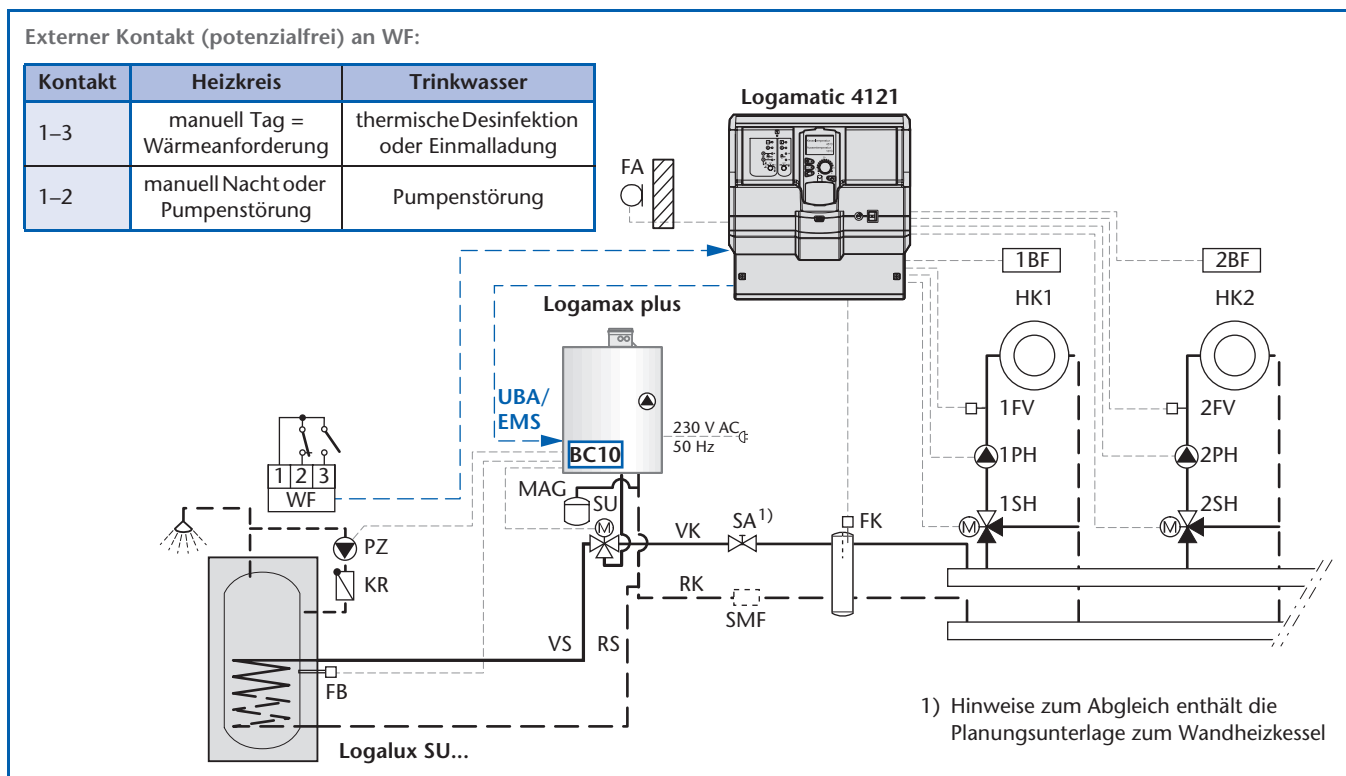 Externer Kontakt (potenzialfrei) an WF:
Kontakt Heizkreis Trinkwasser
1–3 manuell Tag = Wärmeanforderung thermische Desinfektion oder Einmalladung
1–2 manuell Nacht oder Pumpenstörung Pumpenstörung
Logamatic 4121
FA
1BF 2BF
HK1 HK2
Logamax plus
UBA/
EMS
BC10
230 V AC
50 Hz
1FV 2FV
1PH 2PH
1SH 2SH
M M
1 2 3
WF
MAG
SU
M
VK
SA1)
FK
PZ
KR
RK
SMF
VS RS
FB
Logalux SU...
1) Hinweise zum Abgleich enthält die
Planungsunterlage zum Wandheizkessel